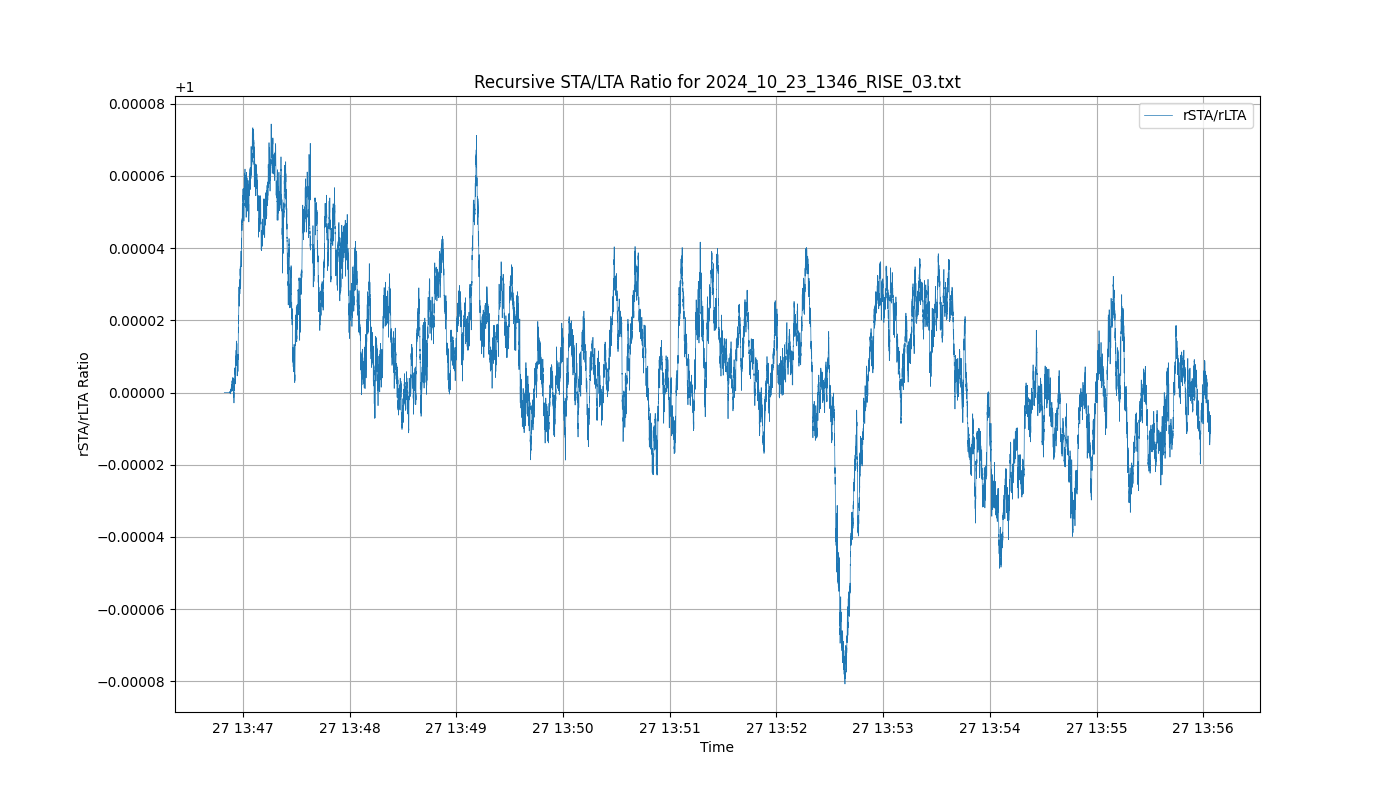 Recursive STA/LTA Ratio for 2024_10_23_1346_RISE_03.txt
+1
rSTA/rLTA
0.00008
0.00006
0.00004
0.00002
0.00000
−0.00002
−0.00004
−0.00006
−0.00008
rSTA/rLTA Ratio
27 13:47 27 13:48 27 13:49 27 13:50 27 13:51 27 13:52 27 13:53 27 13:54 27 13:55 27 13:56
Time